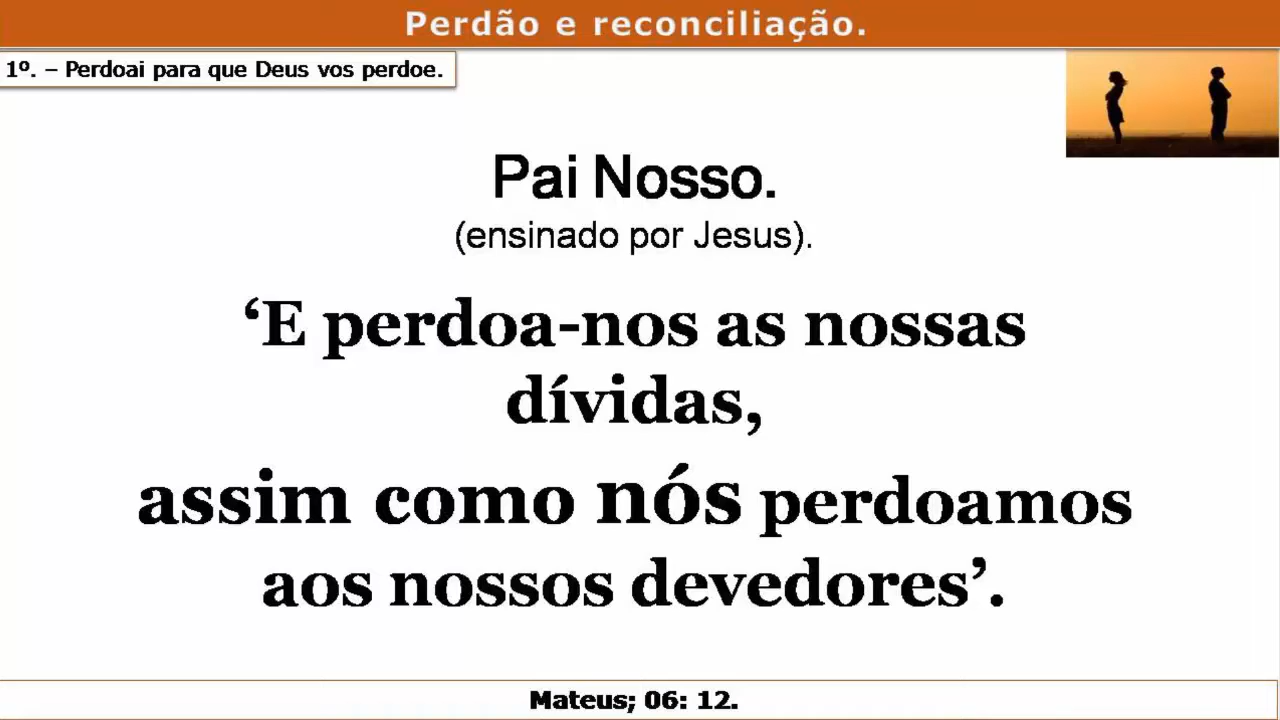 Perdão e reconciliação.
1º. – Perdoai para que Deus vos perdoe.
Pai Nosso.
(ensinado por Jesus).
‘E perdoa-nos as nossas
dívidas,
assim como nós perdoamos
aos nossos devedores’.
Mateus; 06: 12.